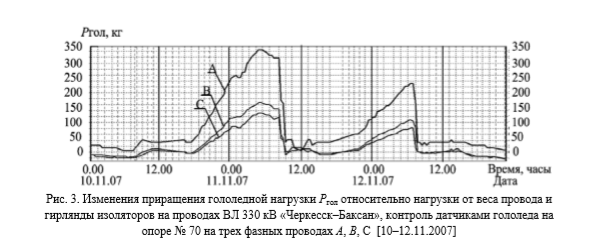 Pгол, кг
350 350
300 300
250 250
200 200
150 150
100 100
50 50
0 0
A
B
C
0.00 12.00 0.00 12.00 0.00 12.00 Время, часы
10.11.07 11.11.07 12.11.07 Дата
Рис. 3. Изменения приращения гололедной нагрузки Pгол относительно нагрузки от веса провода и
гирлянды изоляторов на проводах ВЛ 330 кВ «Черкесск–Баксан», контроль датчиками гололеда на
опоре № 70 на трех фазных проводах A, B, C [10–12.11.2007]